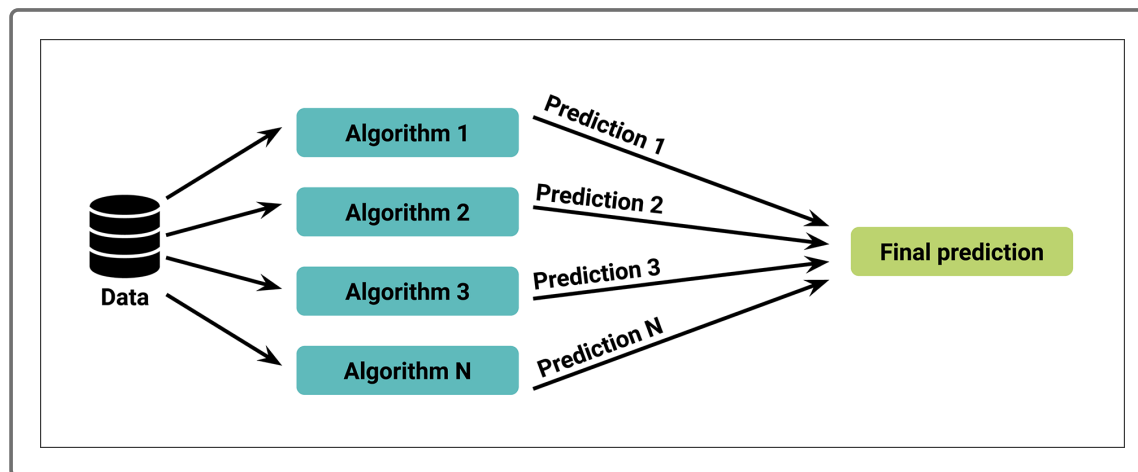 Algorithm 1
Prediction 1
Algorithm 2
Prediction 2
Data
Final prediction
Algorithm 3
Prediction 3
Algorithm N
Prediction N